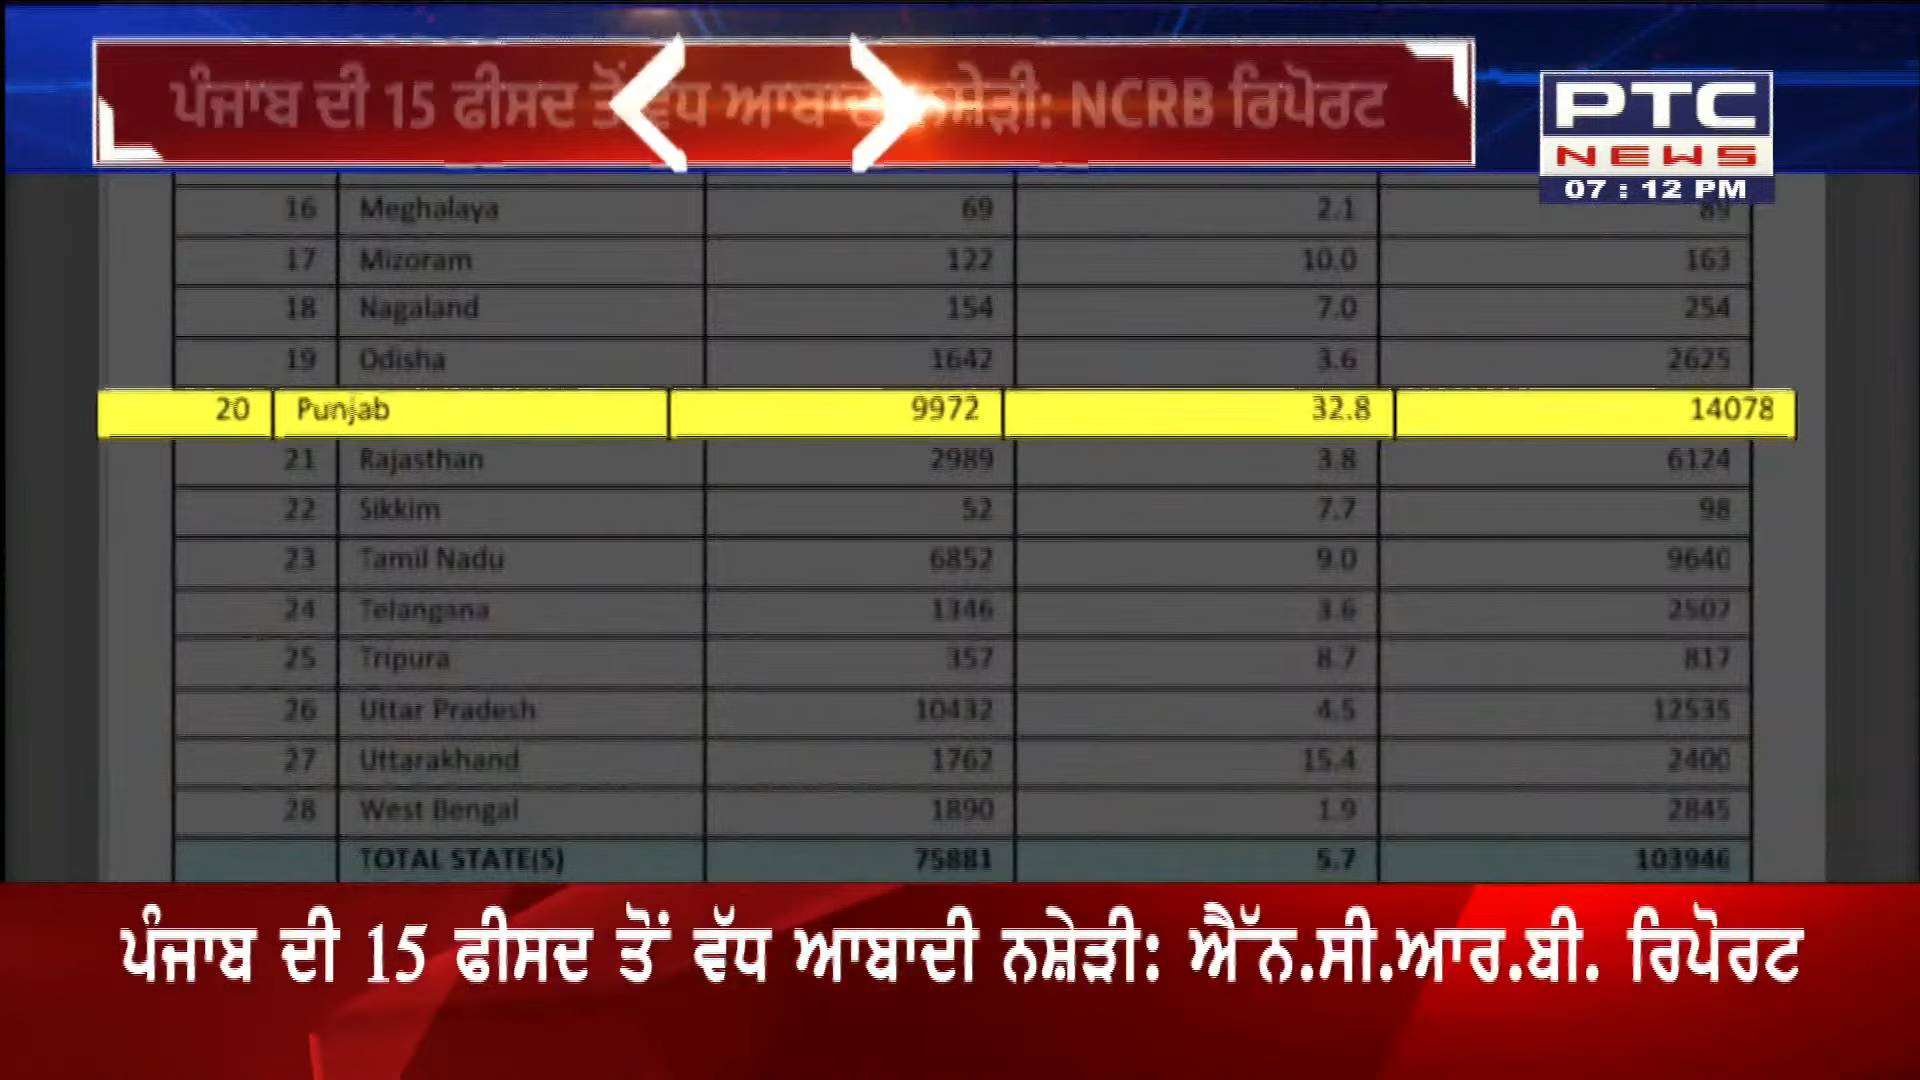 ਪੰਜਾਬ ਦੀ 15 ਫੀਸਦ ਤੋਂ ਵੱਧ ਆਬਾਦੀ ਨਸ਼ੇੜੀ: NCRB ਰਿਪੋਰਟ
PTC
NEWS
07 : 12 PM
16 Meghalaya 69 2.1 89
17 Mizoram 122 10.0 163
18 Nagaland 154 7.0 254
19 Odisha 1642 3.6 2625
20 Punjab 9972 32.8 14078
21 Rajasthan 2989 3.8 6124
22 Sikkim 52 7.7 98
23 Tamil Nadu 6852 9.0 9640
24 Telangana 1346 3.6 2507
25 Tripura 357 8.7 817
26 Uttar Pradesh 10432 4.5 12535
27 Uttarakhand 1762 15.4 2400
28 West Bengal 1890 1.9 2845
TOTAL STATE(S) 75881 5.7 103946
ਪੰਜਾਬ ਦੀ 15 ਫੀਸਦ ਤੋਂ ਵੱਧ ਆਬਾਦੀ ਨਸ਼ੇੜੀ: ਐੱਨ.ਸੀ.ਆਰ.ਬੀ. ਰਿਪੋਰਟ